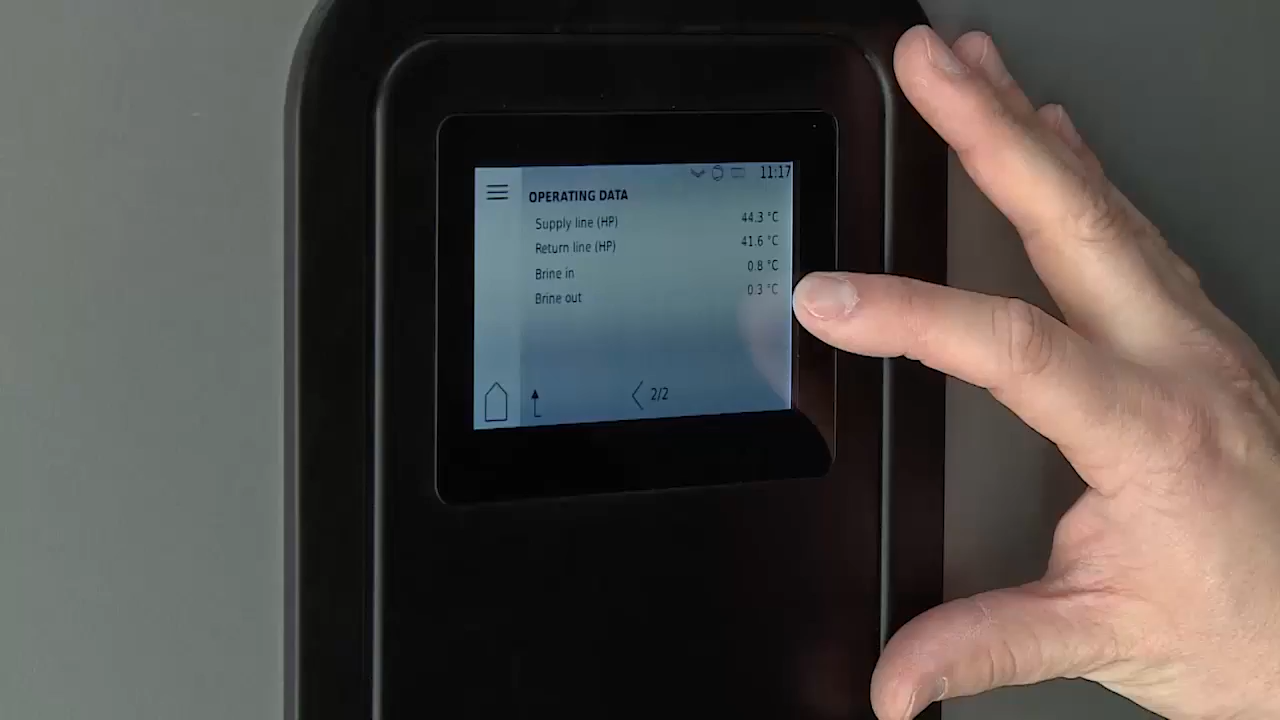 11:17
OPERATING DATA
Supply line (HP) 44.3 °C
Return line (HP) 41.6 °C
Brine in 0.8 °C
Brine out 0.3 °C
2/2